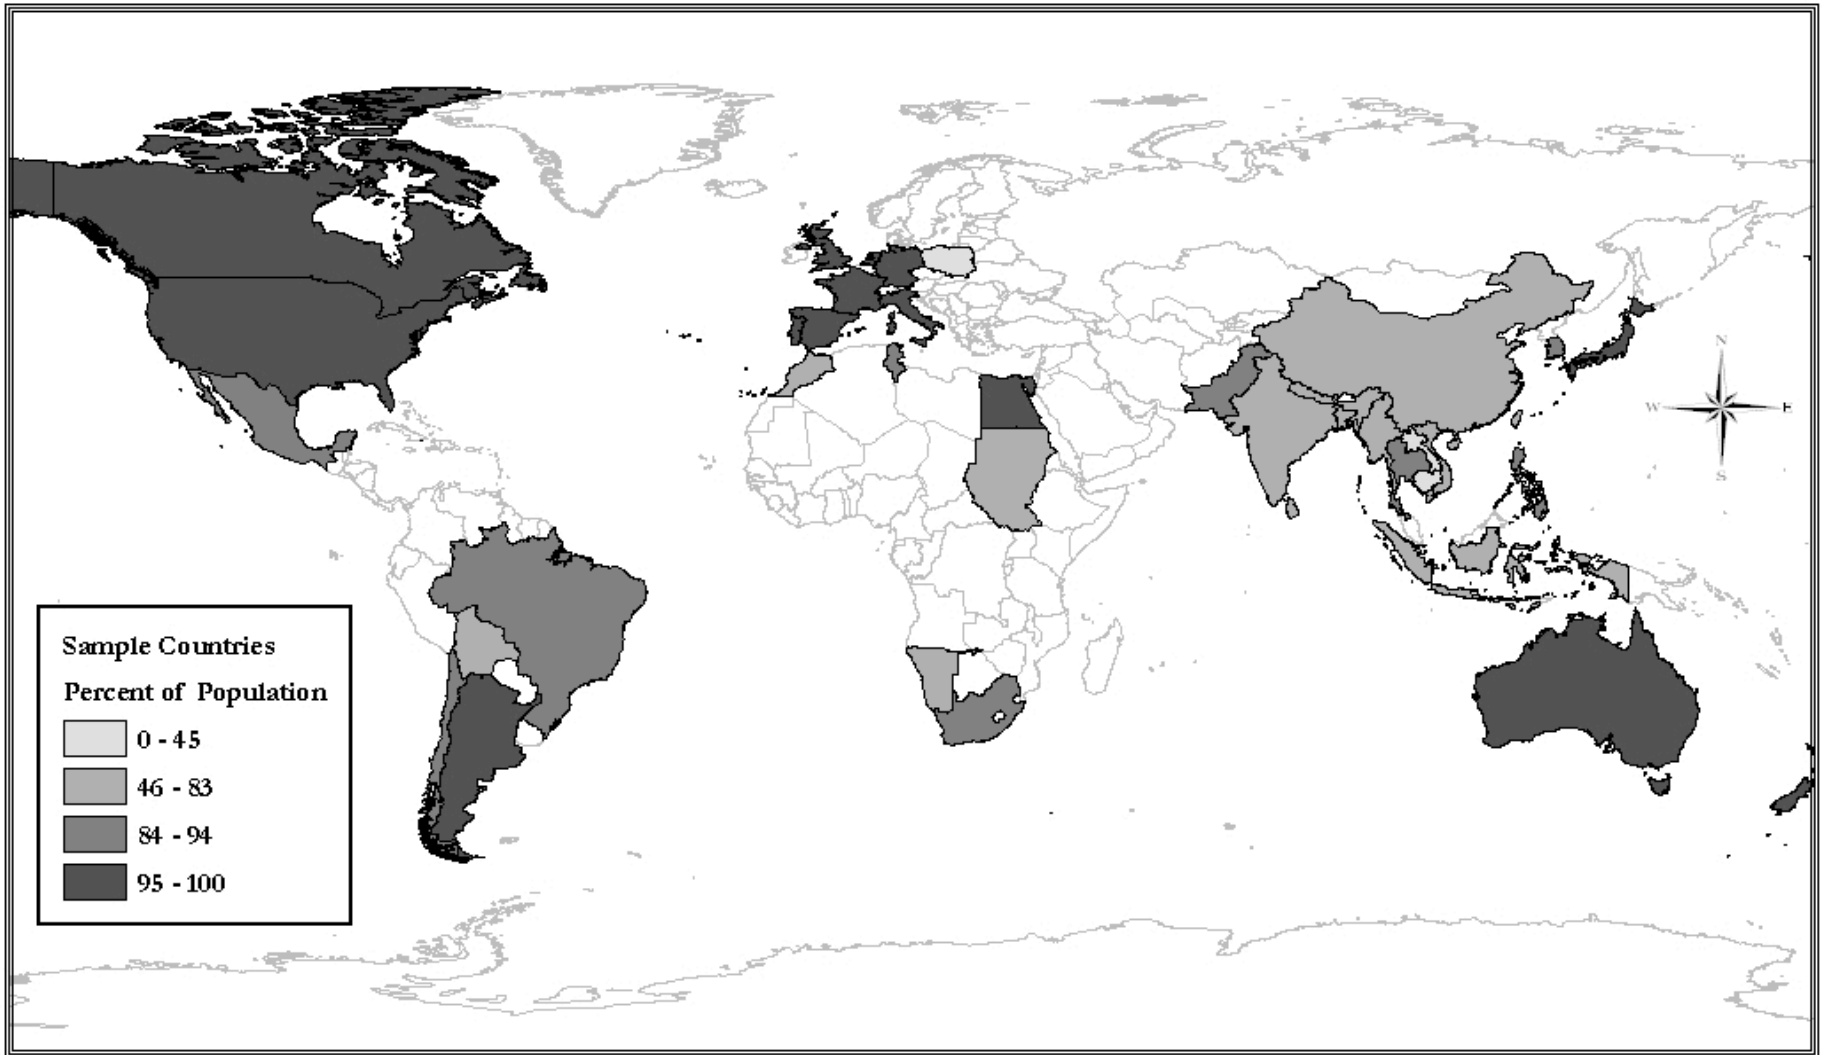 N
W E
S
Sample Countries
Percent of Population
0 - 45
46 - 83
84 - 94
95 - 100